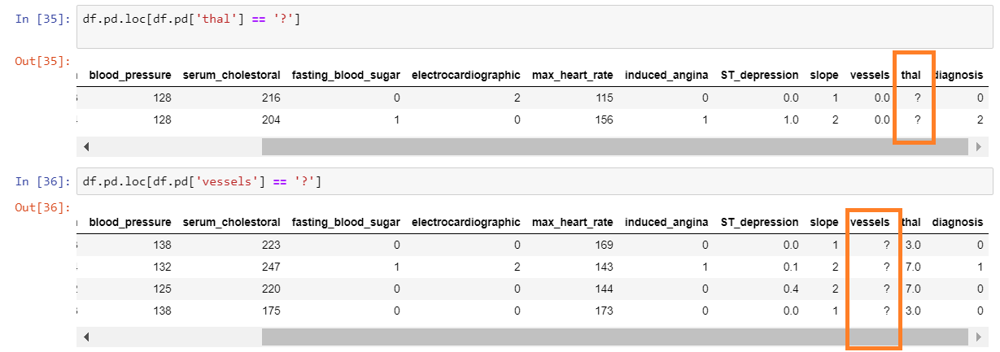 In [35]: df.pd.loc[df.pd['thal'] == '?']
Out[35]:
blood_pressure serum_cholestoral fasting_blood_sugar electrocardiographic max_heart_rate induced_angina ST_depression slope vessels thal diagnosis
128 216 0 2 115 0 0.0 1 0.0 ? 0
128 204 1 0 156 1 1.0 2 0.0 ? 2
In [36]: df.pd.loc[df.pd['vessels'] == '?']
Out[36]:
blood_pressure serum_cholestoral fasting_blood_sugar electrocardiographic max_heart_rate induced_angina ST_depression slope vessels thal diagnosis
138 223 0 0 169 0 0.0 1 ? 3.0 0
132 247 1 2 143 1 0.1 2 ? 7.0 1
125 220 0 0 144 0 0.4 2 ? 7.0 0
138 175 0 0 173 0 0.0 1 ? 3.0 0